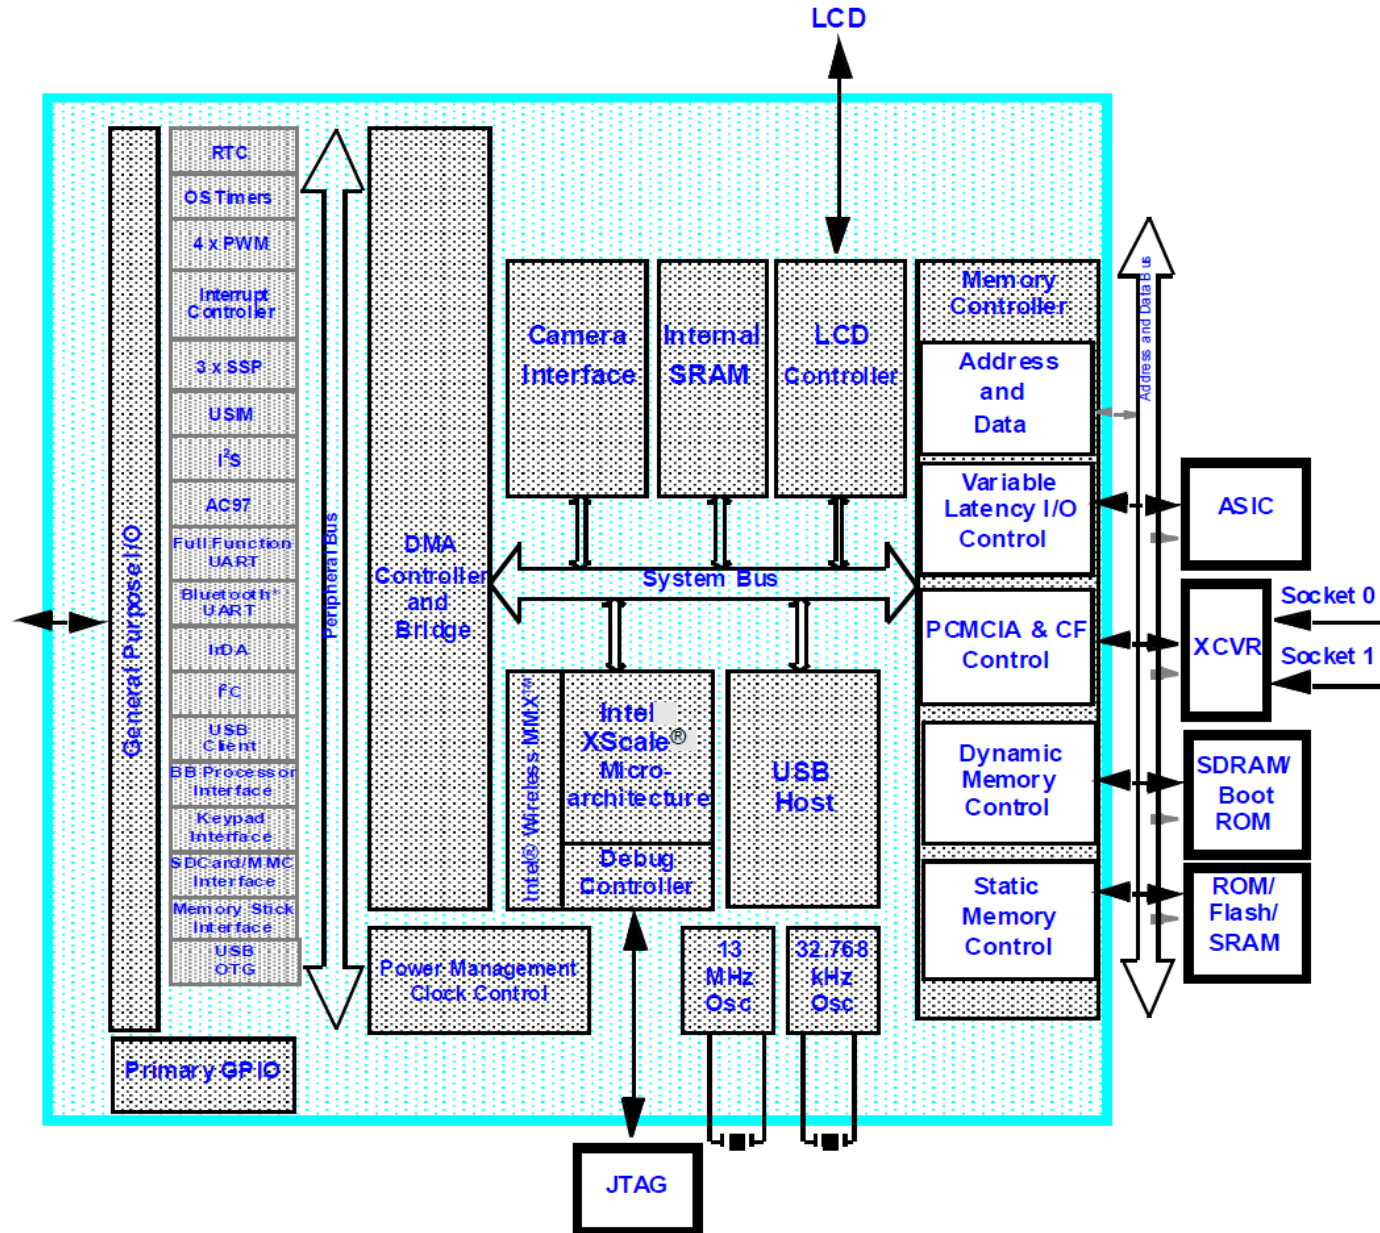 LCD
RTC
OS Timers
4 x PWM
Interrupt
Controller
3 x SSP
USIM
I²S
AC97
Full Function
UART
Bluetooth*
UART
IrDA
I²C
USB
Client
BB Processor
Interface
Keypad
Interface
SDCard/MMC
Interface
Memory Stick
Interface
USB
OTG
General Purpose I/O
Primary GPIO
Peripheral Bus
DMA
Controller
and
Bridge
Power Management
Clock Control
Camera
Interface
Internal
SRAM
LCD
Controller
System Bus
Intel® Wireless MMX™
Intel
XScale®
Micro-
architecture
Debug
Controller
USB
Host
13
MHz
Osc
32.768
kHz
Osc
JTAG
Memory
Controller
Address
and
Data
Variable
Latency I/O
Control
PCMCIA & CF
Control
Dynamic
Memory
Control
Static
Memory
Control
Address and Data Bus
ASIC
XCVR
Socket 0
Socket 1
SDRAM/
Boot
ROM
ROM/
Flash/
SRAM